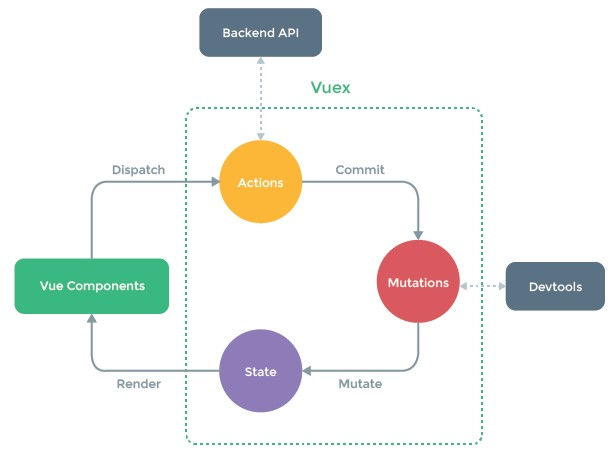 Backend API
Vuex
Dispatch
Commit
Actions
Vue Components
Mutations
Devtools
State
Render
Mutate